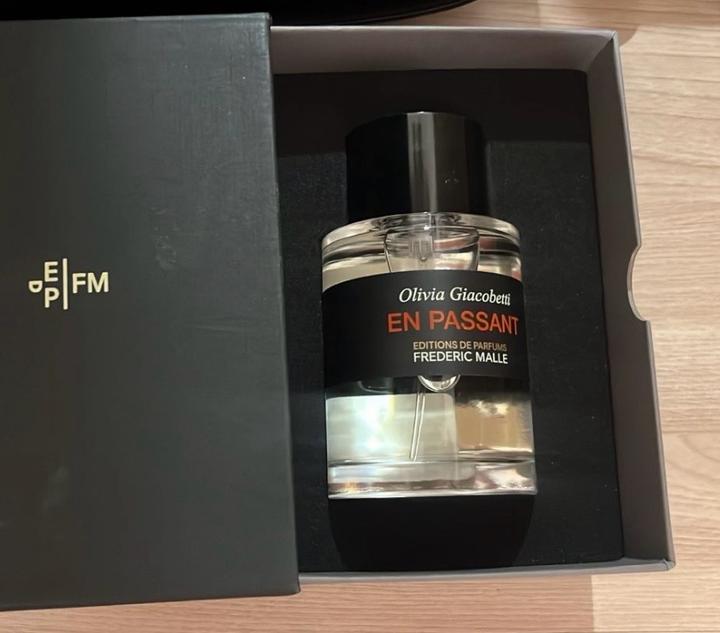 E
d|FM
P
Olivia Giacobetti
EN PASSANT
EDITIONS DE PARFUMS
FREDERIC MALLE